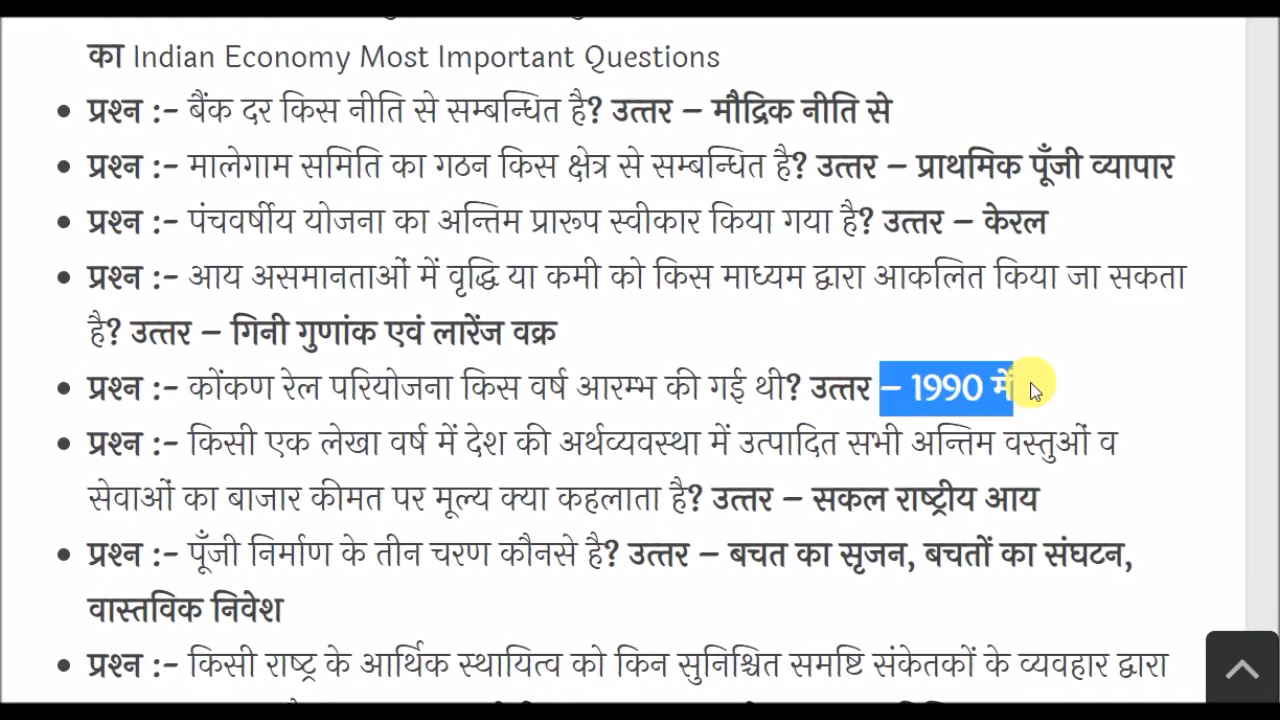 का Indian Economy Most Important Questions
• प्रश्न :- बैंक दर किस नीति से सम्बन्धित है? उत्तर – मौद्रिक नीति से
• प्रश्न :- मालेगाम समिति का गठन किस क्षेत्र से सम्बन्धित है? उत्तर – प्राथमिक पूँजी व्यापार
• प्रश्न :- पंचवर्षीय योजना का अन्तिम प्रारूप स्वीकार किया गया है? उत्तर – केरल
• प्रश्न :- आय असमानताओं में वृद्धि या कमी को किस माध्यम द्वारा आकलित किया जा सकता
है? उत्तर – गिनी गुणांक एवं लारेंज वक्र
• प्रश्न :- कोंकण रेल परियोजना किस वर्ष आरम्भ की गई थी? उत्तर – 1990 में
• प्रश्न :- किसी एक लेखा वर्ष में देश की अर्थव्यवस्था में उत्पादित सभी अन्तिम वस्तुओं व
सेवाओं का बाजार कीमत पर मूल्य क्या कहलाता है? उत्तर – सकल राष्ट्रीय आय
• प्रश्न :- पूँजी निर्माण के तीन चरण कौनसे है? उत्तर – बचत का सृजन, बचतों का संघटन,
वास्तविक निवेश
• प्रश्न :- किसी राष्ट्र के आर्थिक स्थायित्व को किन सुनिश्चित समष्टि संकेतकों के व्यवहार द्वारा